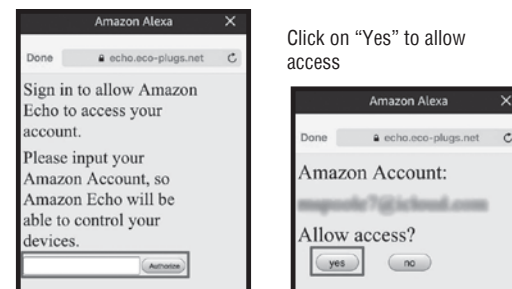 Amazon Alexa ×
Done echo.eco-plugs.net
Sign in to allow Amazon
Echo to access your
account.
Please input your
Amazon Account, so
Amazon Echo will be
able to control your
devices.
Authorize
Click on “Yes” to allow
access
Amazon Alexa ×
Done echo.eco-plugs.net
Amazon Account:
Allow access?
yes no